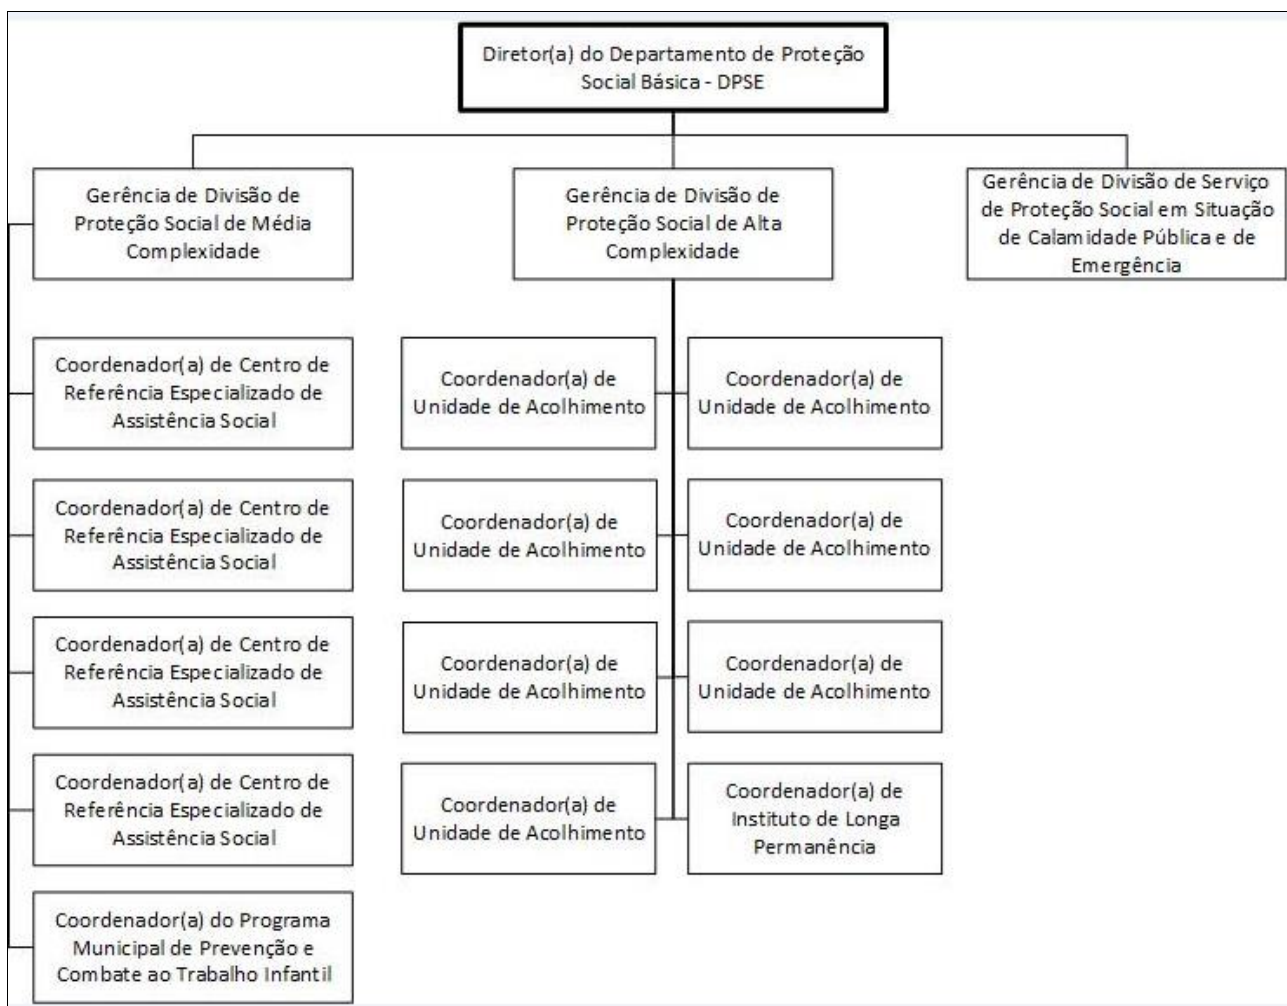 Diretor(a) do Departamento de Proteção
Social Básica - DPSE
Gerência de Divisão de
Proteção Social de Média
Complexidade
Gerência de Divisão de
Proteção Social de Alta
Complexidade
Gerência de Divisão de Serviço
de Proteção Social em Situação
de Calamidade Pública e de
Emergência
Coordenador(a) de Centro de
Referência Especializado de
Assistência Social
Coordenador(a) de
Unidade de Acolhimento
Coordenador(a) de
Unidade de Acolhimento
Coordenador(a) de Centro de
Referência Especializado de
Assistência Social
Coordenador(a) de
Unidade de Acolhimento
Coordenador(a) de
Unidade de Acolhimento
Coordenador(a) de Centro de
Referência Especializado de
Assistência Social
Coordenador(a) de
Unidade de Acolhimento
Coordenador(a) de
Unidade de Acolhimento
Coordenador(a) de Centro de
Referência Especializado de
Assistência Social
Coordenador(a) de
Unidade de Acolhimento
Coordenador(a) de
Instituto de Longa
Permanência
Coordenador(a) do Programa
Municipal de Prevenção e
Combate ao Trabalho Infantil